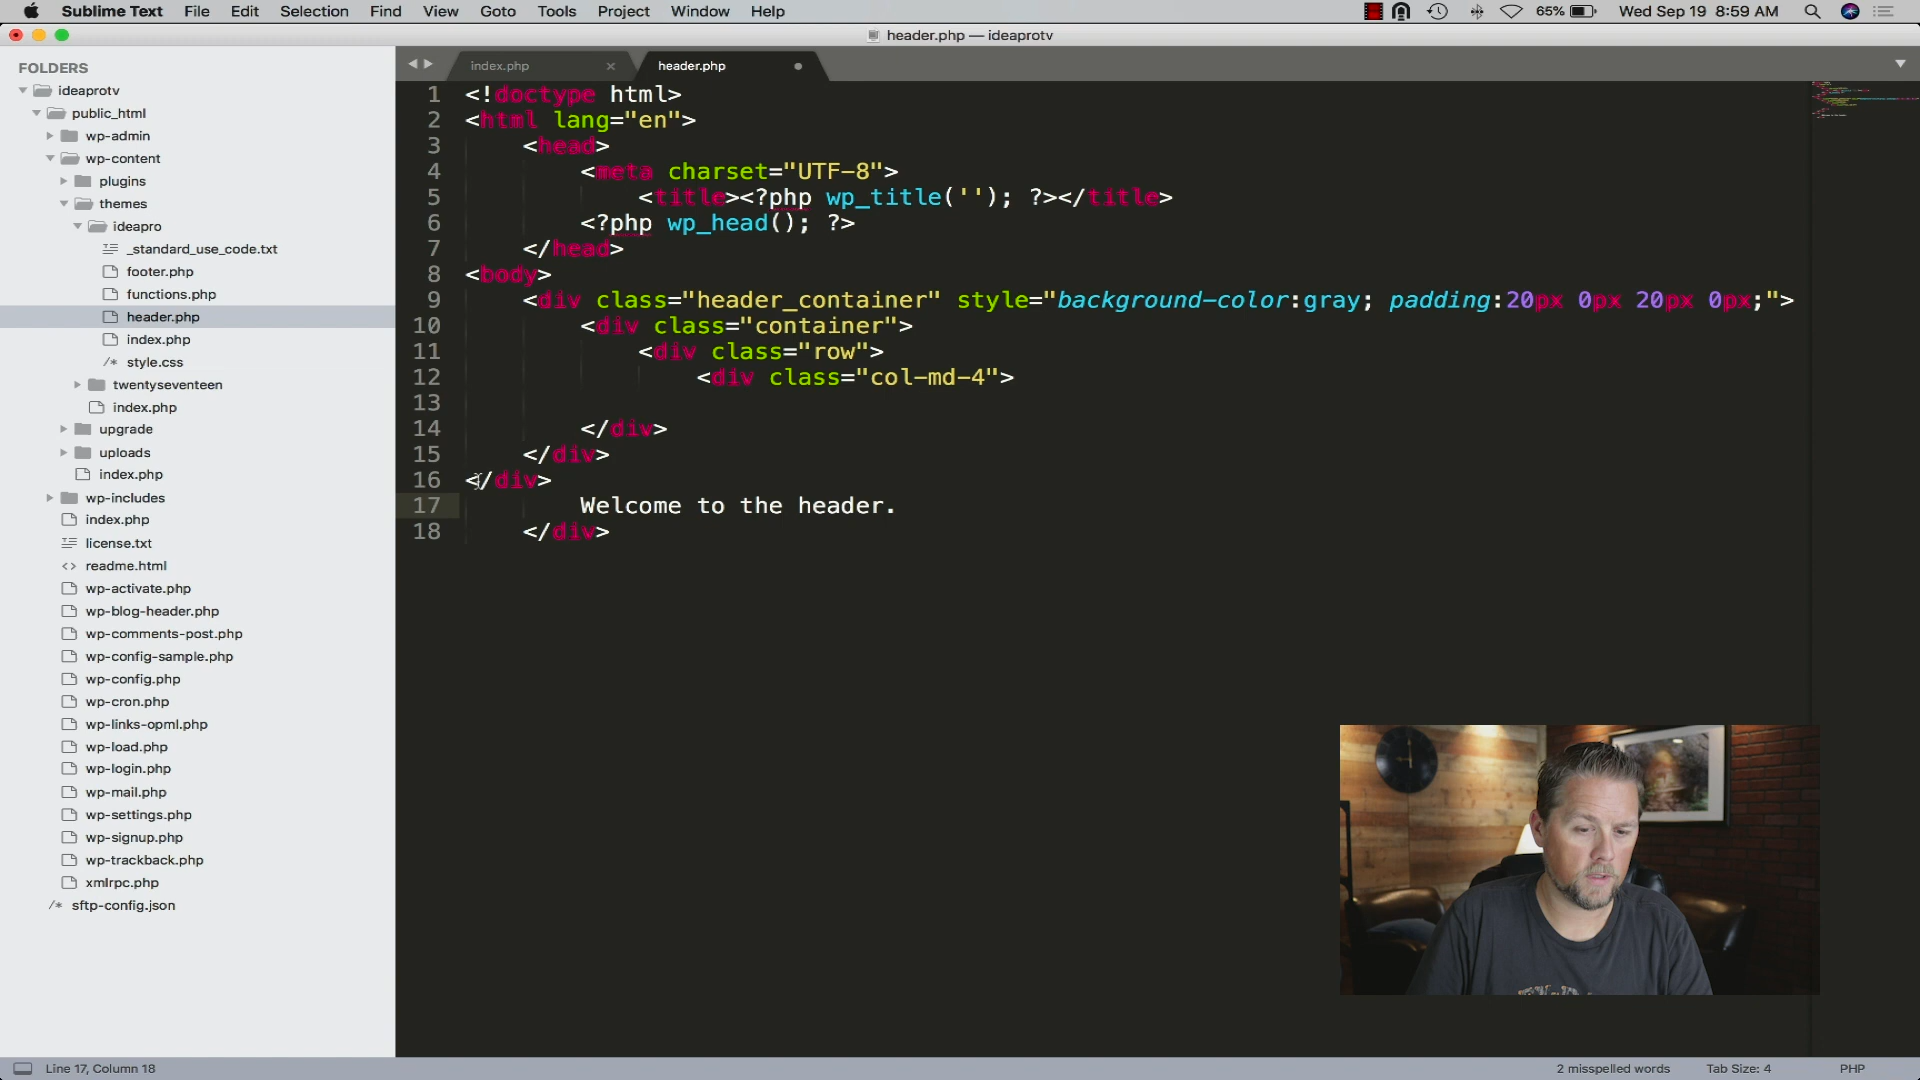 Sublime Text File Edit Selection Find View Goto Tools Project Window Help 65% Wed Sep 19 8:59 AM
header.php — ideaprotv
FOLDERS
ideaprotv
public_html
wp-admin
wp-content
plugins
themes
ideapro
_standard_use_code.txt
footer.php
functions.php
header.php
index.php
/* style.css
twentyseventeen
index.php
upgrade
uploads
index.php
wp-includes
index.php
license.txt
<> readme.html
wp-activate.php
wp-blog-header.php
wp-comments-post.php
wp-config-sample.php
wp-config.php
wp-cron.php
wp-links-opml.php
wp-load.php
wp-login.php
wp-mail.php
wp-settings.php
wp-signup.php
wp-trackback.php
xmlrpc.php
/* sftp-config.json
index.php header.php
1 <!doctype html>
2 <html lang="en">
3 <head>
4 <meta charset="UTF-8">
5 <title><?php wp_title(''); ?></title>
6 <?php wp_head(); ?>
7 </head>
8 <body>
9 <div class="header_container" style="background-color:gray; padding:20px 0px 20px 0px;">
10 <div class="container">
11 <div class="row">
12 <div class="col-md-4">
13
14 </div>
15 </div>
16 </div>
17 Welcome to the header.
18 </div>
Line 17, Column 18 2 misspelled words Tab Size: 4 PHP